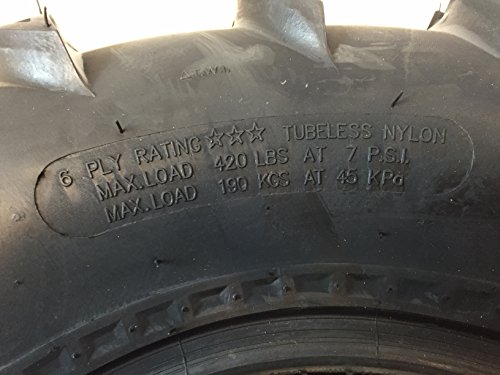 6 PLY RATING ☆☆☆ TUBELESS NYLON
MAX.LOAD 420 LBS AT 7 P.S.I.
MAX.LOAD 190 KGS AT 45 KPa